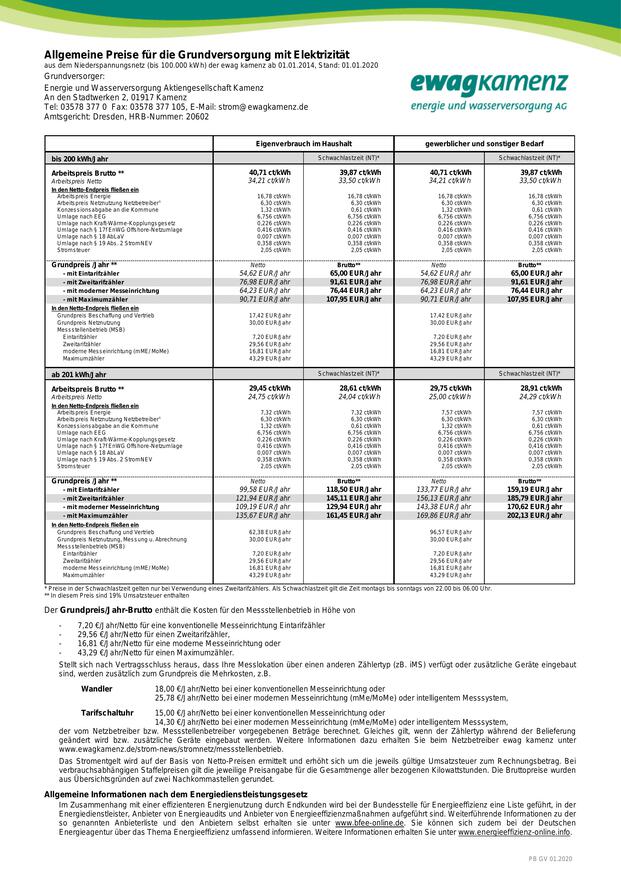 Allgemeine Preise für die Grundversorgung mit Elektrizität
aus dem Niederspannungsnetz (bis 100.000 kWh) der ewag kamenz ab 01.01.2014, Stand: 01.01.2020
Grundversorger:
Energie und Wasserversorgung Aktiengesellschaft Kamenz
An den Stadtwerken 2, 01917 Kamenz
Tel: 03578 377 0 Fax: 03578 377 105, E-Mail: strom@ewagkamenz.de
Amtsgericht: Dresden, HRB-Nummer: 20602
ewagkamenz
energie und wasserversorgung AG
Eigenverbrauch im Haushalt gewerblicher und sonstiger Bedarf
bis 200 kWh/Jahr Schwachlastzeit (NT)* Schwachlastzeit (NT)*
Arbeitspreis Brutto ** 40,71 ct/kWh 39,87 ct/kWh 40,71 ct/kWh 39,87 ct/kWh
Arbeitspreis Netto 34,21 ct/kWh 33,50 ct/kWh 34,21 ct/kWh 33,50 ct/kWh
In den Netto-Endpreis fließen ein
Arbeitspreis Energie 16,78 ct/kWh 16,78 ct/kWh 16,78 ct/kWh 16,78 ct/kWh
Arbeitspreis Netznutzung Netzbetreiber¹ 6,30 ct/kWh 6,30 ct/kWh 6,30 ct/kWh 6,30 ct/kWh
Konzessionsabgabe an die Kommune 1,32 ct/kWh 0,61 ct/kWh 1,32 ct/kWh 0,61 ct/kWh
Umlage nach EEG 6,756 ct/kWh 6,756 ct/kWh 6,756 ct/kWh 6,756 ct/kWh
Umlage nach Kraft-Wärme-Kopplungsgesetz 0,226 ct/kWh 0,226 ct/kWh 0,226 ct/kWh 0,226 ct/kWh
Umlage nach § 17f EnWG Offshore-Netzumlage 0,416 ct/kWh 0,416 ct/kWh 0,416 ct/kWh 0,416 ct/kWh
Umlage nach § 18 AbLaV 0,007 ct/kWh 0,007 ct/kWh 0,007 ct/kWh 0,007 ct/kWh
Umlage nach § 19 Abs. 2 StromNEV 0,358 ct/kWh 0,358 ct/kWh 0,358 ct/kWh 0,358 ct/kWh
Stromsteuer 2,05 ct/kWh 2,05 ct/kWh 2,05 ct/kWh 2,05 ct/kWh
Grundpreis /Jahr ** Netto Brutto** Netto Brutto**
- mit Eintarifzähler 54,62 EUR/Jahr 65,00 EUR/Jahr 54,62 EUR/Jahr 65,00 EUR/Jahr
- mit Zweitarifzähler 76,98 EUR/Jahr 91,61 EUR/Jahr 76,98 EUR/Jahr 91,61 EUR/Jahr
- mit moderner Messeinrichtung 64,23 EUR/Jahr 76,44 EUR/Jahr 64,23 EUR/Jahr 76,44 EUR/Jahr
- mit Maximumzähler 90,71 EUR/Jahr 107,95 EUR/Jahr 90,71 EUR/Jahr 107,95 EUR/Jahr
In den Netto-Endpreis fließen ein
Grundpreis Beschaffung und Vertrieb 17,42 EUR/Jahr 17,42 EUR/Jahr
Grundpreis Netznutzung 30,00 EUR/Jahr 30,00 EUR/Jahr
Messstellenbetrieb (MSB)
Eintarifzähler 7,20 EUR/Jahr 7,20 EUR/Jahr
Zweitarifzähler 29,56 EUR/Jahr 29,56 EUR/Jahr
moderne Messeinrichtung (mME/MoMe) 16,81 EUR/Jahr 16,81 EUR/Jahr
Maximumzähler 43,29 EUR/Jahr 43,29 EUR/Jahr
ab 201 kWh/Jahr Schwachlastzeit (NT)* Schwachlastzeit (NT)*
Arbeitspreis Brutto ** 29,45 ct/kWh 28,61 ct/kWh 29,75 ct/kWh 28,91 ct/kWh
Arbeitspreis Netto 24,75 ct/kWh 24,04 ct/kWh 25,00 ct/kWh 24,29 ct/kWh
In den Netto-Endpreis fließen ein
Arbeitspreis Energie 7,32 ct/kWh 7,32 ct/kWh 7,57 ct/kWh 7,57 ct/kWh
Arbeitspreis Netznutzung Netzbetreiber¹ 6,30 ct/kWh 6,30 ct/kWh 6,30 ct/kWh 6,30 ct/kWh
Konzessionsabgabe an die Kommune 1,32 ct/kWh 0,61 ct/kWh 1,32 ct/kWh 0,61 ct/kWh
Umlage nach EEG 6,756 ct/kWh 6,756 ct/kWh 6,756 ct/kWh 6,756 ct/kWh
Umlage nach Kraft-Wärme-Kopplungsgesetz 0,226 ct/kWh 0,226 ct/kWh 0,226 ct/kWh 0,226 ct/kWh
Umlage nach § 17f EnWG Offshore-Netzumlage 0,416 ct/kWh 0,416 ct/kWh 0,416 ct/kWh 0,416 ct/kWh
Umlage nach § 18 AbLaV 0,007 ct/kWh 0,007 ct/kWh 0,007 ct/kWh 0,007 ct/kWh
Umlage nach § 19 Abs. 2 StromNEV 0,358 ct/kWh 0,358 ct/kWh 0,358 ct/kWh 0,358 ct/kWh
Stromsteuer 2,05 ct/kWh 2,05 ct/kWh 2,05 ct/kWh 2,05 ct/kWh
Grundpreis /Jahr ** Netto Brutto** Netto Brutto**
- mit Eintarifzähler 99,58 EUR/Jahr 118,50 EUR/Jahr 133,77 EUR/Jahr 159,19 EUR/Jahr
- mit Zweitarifzähler 121,94 EUR/Jahr 145,11 EUR/Jahr 156,13 EUR/Jahr 185,79 EUR/Jahr
- mit moderner Messeinrichtung 109,19 EUR/Jahr 129,94 EUR/Jahr 143,38 EUR/Jahr 170,62 EUR/Jahr
- mit Maximumzähler 135,67 EUR/Jahr 161,45 EUR/Jahr 169,86 EUR/Jahr 202,13 EUR/Jahr
In den Netto-Endpreis fließen ein
Grundpreis Beschaffung und Vertrieb 62,38 EUR/Jahr 96,57 EUR/Jahr
Grundpreis Netznutzung, Messung u. Abrechnung 30,00 EUR/Jahr 30,00 EUR/Jahr
Messstellenbetrieb (MSB)
Eintarifzähler 7,20 EUR/Jahr 7,20 EUR/Jahr
Zweitarifzähler 29,56 EUR/Jahr 29,56 EUR/Jahr
moderne Messeinrichtung (mME/MoMe) 16,81 EUR/Jahr 16,81 EUR/Jahr
Maximumzähler 43,29 EUR/Jahr 43,29 EUR/Jahr
* Preise in der Schwachlastzeit gelten nur bei Verwendung eines Zweitarifzählers. Als Schwachlastzeit gilt die Zeit montags bis sonntags von 22.00 bis 06.00 Uhr.
** In diesem Preis sind 19% Umsatzsteuer enthalten
Der Grundpreis/Jahr-Brutto enthält die Kosten für den Messstellenbetrieb in Höhe von
- 7,20 €/Jahr/Netto für eine konventionelle Messeinrichtung Eintarifzähler
- 29,56 €/Jahr/Netto für einen Zweitarifzähler,
- 16,81 €/Jahr/Netto für eine moderne Messeinrichtung oder
- 43,29 €/Jahr/Netto für einen Maximumzähler.
Stellt sich nach Vertragsschluss heraus, dass Ihre Messlokation über einen anderen Zählertyp (zB. iMS) verfügt oder zusätzliche Geräte eingebaut
sind, werden zusätzlich zum Grundpreis die Mehrkosten, z.B.
Wandler 18,00 €/Jahr/Netto bei einer konventionellen Messeinrichtung oder
25,78 €/Jahr/Netto bei einer modernen Messeinrichtung (mMe/MoMe) oder intelligentem Messsystem,
Tarifschaltuhr 15,00 €/Jahr/Netto bei einer konventionellen Messeinrichtung oder
14,30 €/Jahr/Netto bei einer modernen Messeinrichtung (mMe/MoMe) oder intelligentem Messsystem,
der vom Netzbetreiber bzw. Messstellenbetreiber vorgegebenen Beträge berechnet. Gleiches gilt, wenn der Zählertyp während der Belieferung
geändert wird bzw. zusätzliche Geräte eingebaut werden. Weitere Informationen dazu erhalten Sie beim Netzbetreiber ewag kamenz unter
www.ewagkamenz.de/strom-news/stromnetz/messstellenbetrieb.
Das Stromentgelt wird auf der Basis von Netto-Preisen ermittelt und erhöht sich um die jeweils gültige Umsatzsteuer zum Rechnungsbetrag. Bei
verbrauchsabhängigen Staffelpreisen gilt die jeweilige Preisangabe für die Gesamtmenge aller bezogenen Kilowattstunden. Die Bruttopreise wurden
aus Übersichtsgründen auf zwei Nachkommastellen gerundet.
Allgemeine Informationen nach dem Energiedienstleistungsgesetz
Im Zusammenhang mit einer effizienteren Energienutzung durch Endkunden wird bei der Bundesstelle für Energieeffizienz eine Liste geführt, in der
Energiedienstleister, Anbieter von Energieaudits und Anbieter von Energieeffizienzmaßnahmen aufgeführt sind. Weiterführende Informationen zu der
so genannten Anbieterliste und den Anbietern selbst erhalten sie unter www.bfee-online.de. Sie können sich zudem bei der Deutschen
Energieagentur über das Thema Energieeffizienz umfassend informieren. Weitere Informationen erhalten Sie unter www.energieeffizienz-online.info.
PB GV 01.2020